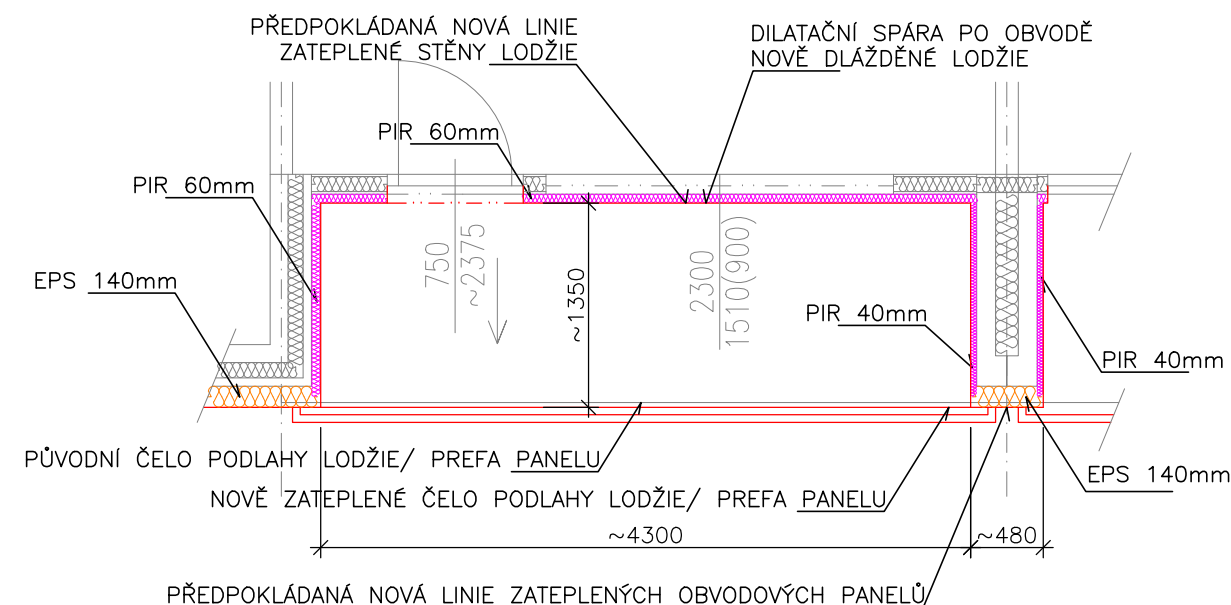 PŘEDPOKLÁDANÁ NOVÁ LINIE
ZATEPLENÉ STĚNY LODŽIE
DILATAČNÍ SPÁRA PO OBVODĚ
NOVĚ DLÁŽDĚNÉ LODŽIE
PIR 60mm
PIR 60mm
EPS 140mm
750
~2375
~1350
2300
1510(900)
PIR 40mm
PIR 40mm
PŮVODNÍ ČELO PODLAHY LODŽIE/ PREFA PANELU
EPS 140mm
NOVĚ ZATEPLENÉ ČELO PODLAHY LODŽIE/ PREFA PANELU
~4300
~480
PŘEDPOKLÁDANÁ NOVÁ LINIE ZATEPLENÝCH OBVODOVÝCH PANELŮ